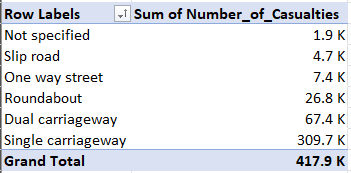 Row Labels Sum of Number_of_Casualties
Not specified 1.9 K
Slip road 4.7 K
One way street 7.4 K
Roundabout 26.8 K
Dual carriageway 67.4 K
Single carriageway 309.7 K
Grand Total 417.9 K